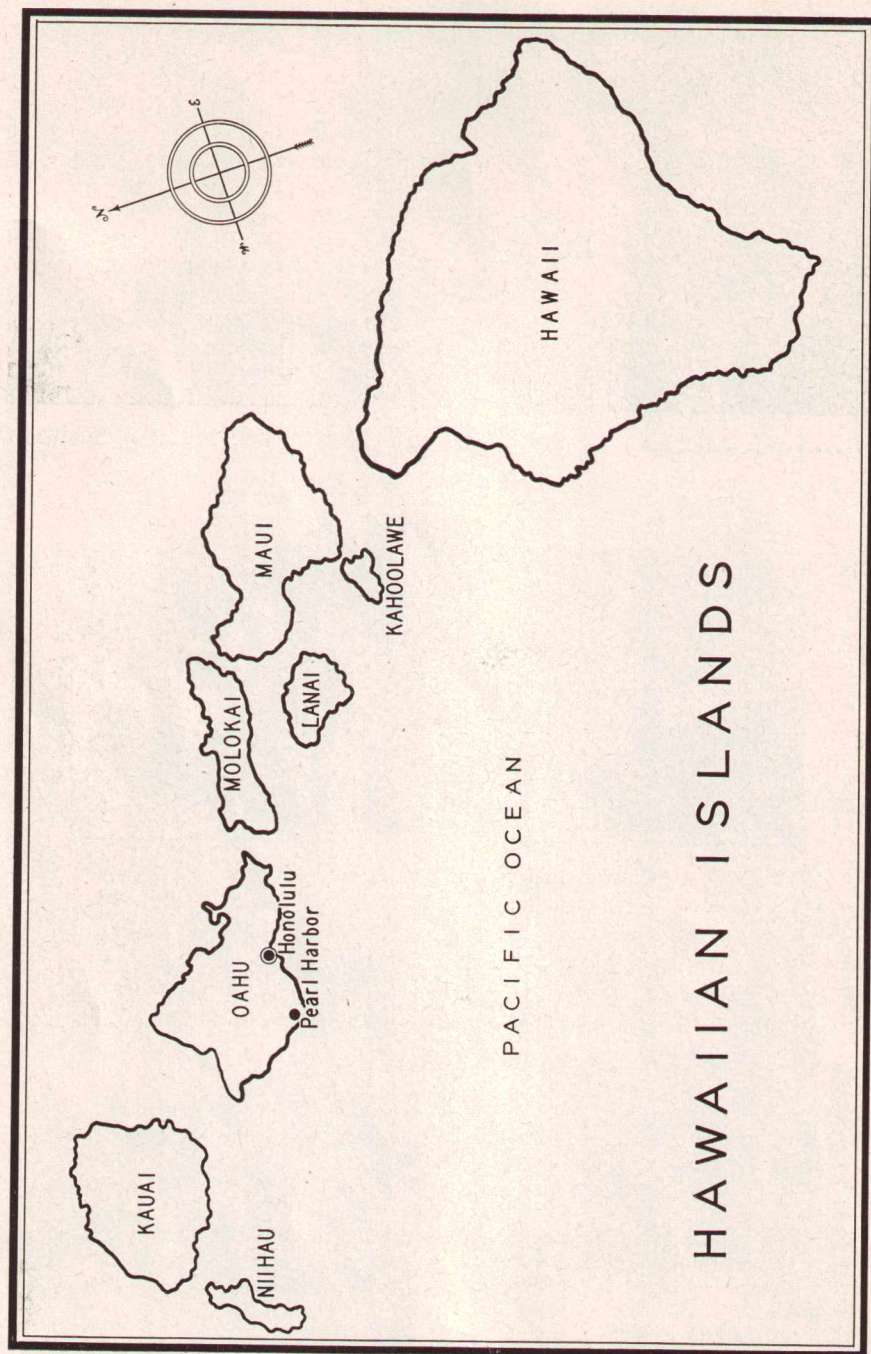 N
W
E
KAUAI
NIIHAU
OAHU
Honolulu
Pearl Harbor
MOLOKAI
LANAI
MAUI
KAHOOLAWE
HAWAII
PACIFIC OCEAN
HAWAIIAN ISLANDS